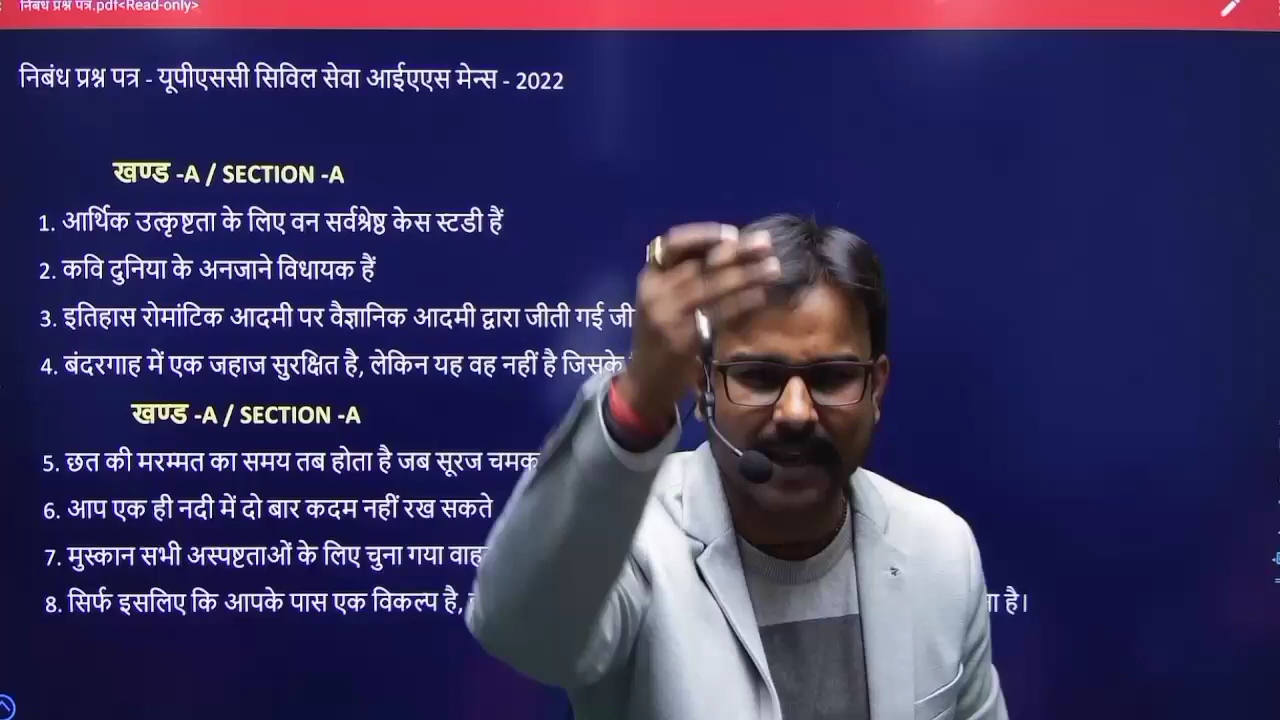 निबंध प्रश्न पत्र.pdf<Read-only>
निबंध प्रश्न पत्र - यूपीएससी सिविल सेवा आईएएस मेन्स - 2022
खण्ड -A / SECTION -A
1. आर्थिक उत्कृष्टता के लिए वन सर्वश्रेष्ठ केस स्टडी हैं
2. कवि दुनिया के अनजाने विधायक हैं
3. इतिहास रोमांटिक आदमी पर वैज्ञानिक आदमी द्वारा जीती गई
4. बंदरगाह में एक जहाज सुरक्षित है, लेकिन यह वह नहीं है जिसके
खण्ड -A / SECTION -A
5. छत की मरम्मत का समय तब होता है जब सूरज
6. आप एक ही नदी में दो बार कदम नहीं रख सकते
7. मुस्कान सभी अस्पष्टताओं के लिए चुना गया
8. सिर्फ इसलिए कि आपके पास एक विकल्प है, है।